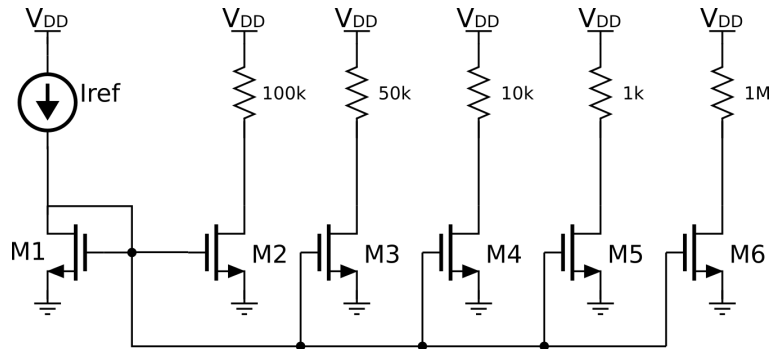 VDD VDD VDD VDD VDD VDD
Iref 100k 50k 10k 1k 1M
M1 M2 M3 M4 M5 M6